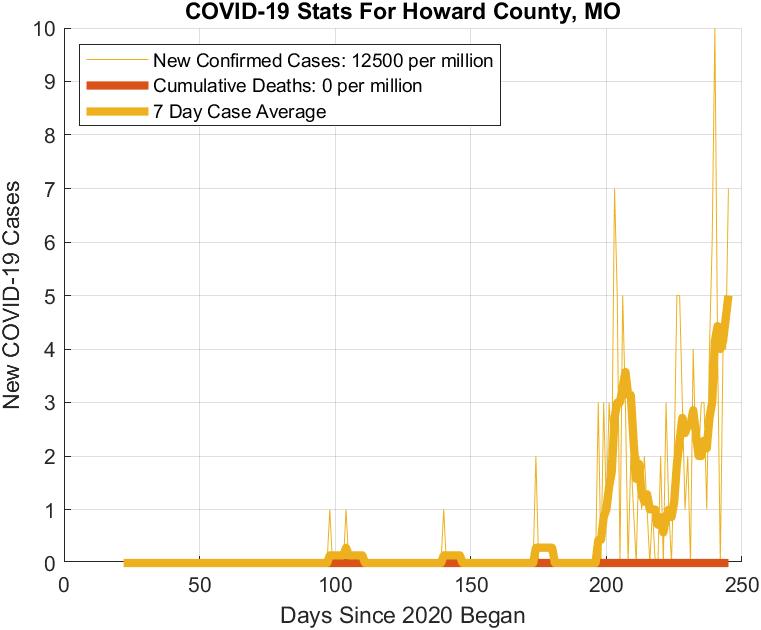 COVID-19 Stats For Howard County, MO
New Confirmed Cases: 12500 per million
Cumulative Deaths: 0 per million
7 Day Case Average
New COVID-19 Cases
10
9
8
7
6
5
4
3
2
1
0
0 50 100 150 200 250
Days Since 2020 Began